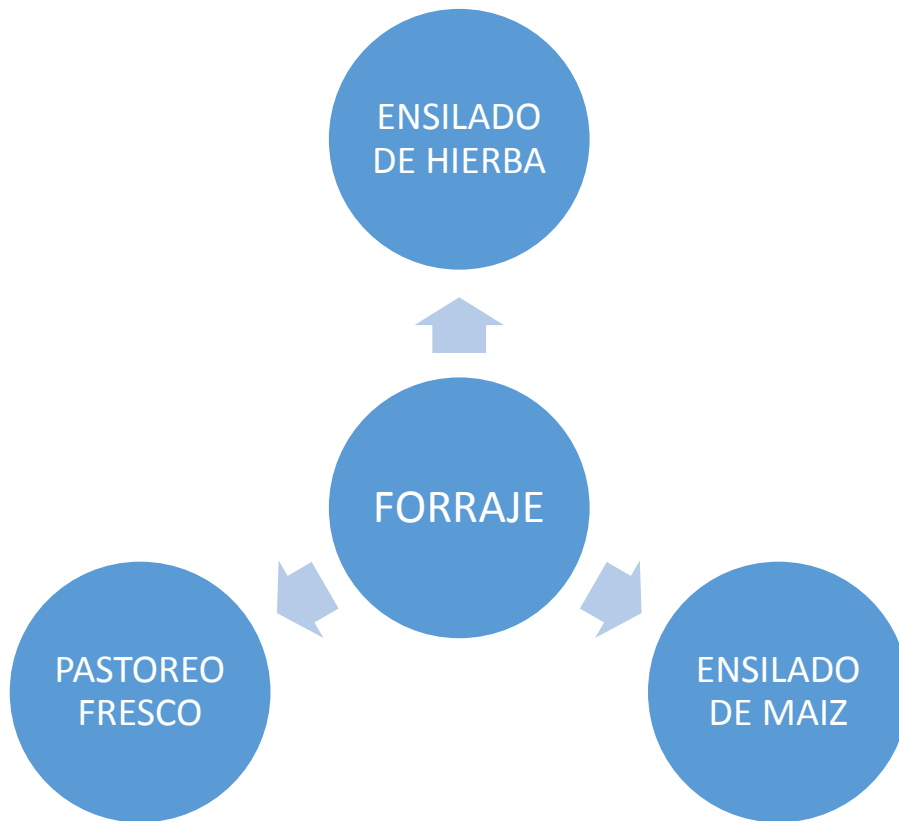 ENSILADO
DE HIERBA
FORRAJE
PASTOREO
FRESCO
ENSILADO
DE MAIZ